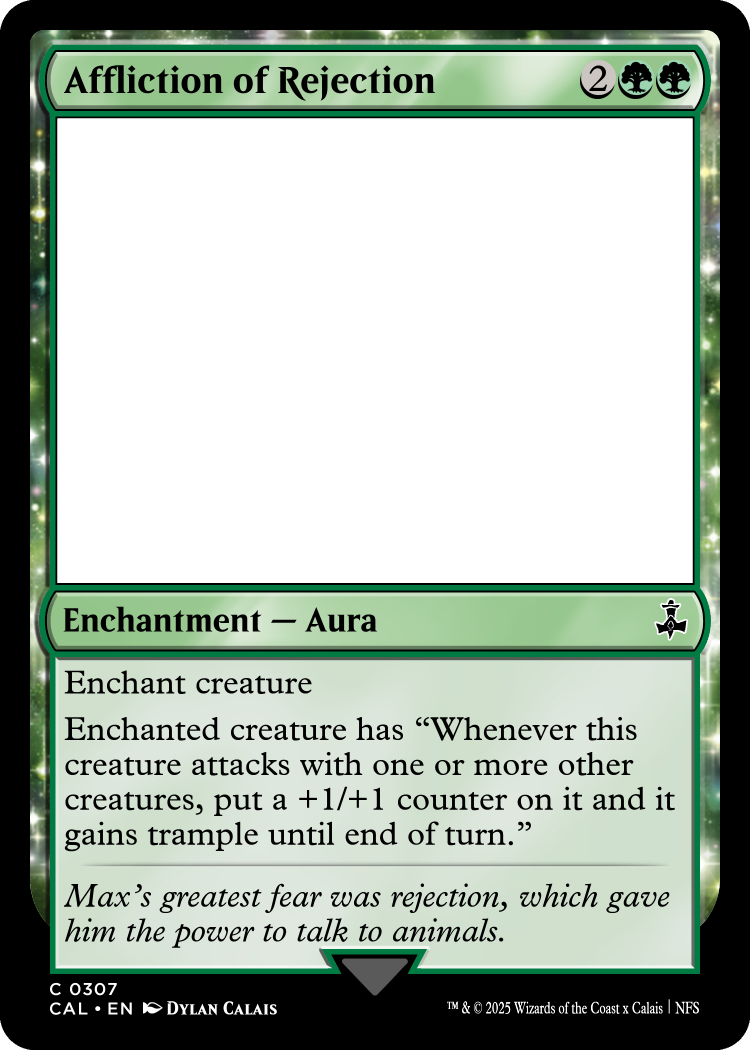 Affliction of Rejection 2
Enchantment — Aura
Enchant creature
Enchanted creature has “Whenever this
creature attacks with one or more other
creatures, put a +1/+1 counter on it and it
gains trample until end of turn.”
Max’s greatest fear was rejection, which gave
him the power to talk to animals.
C 0307
CAL • EN Dylan Calais
™ & © 2025 Wizards of the Coast x Calais | NFS